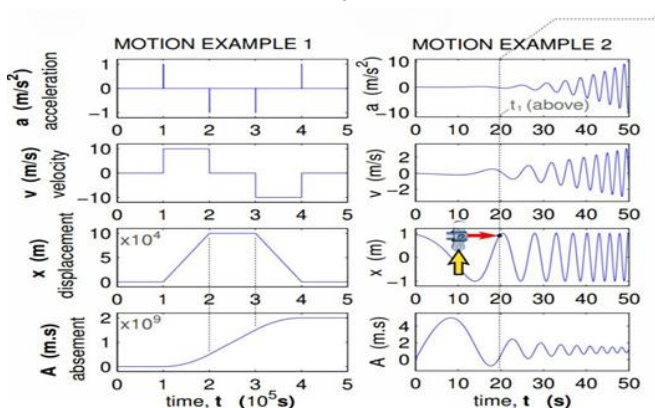 MOTION EXAMPLE 1
a (m/s²)
acceleration
1
0
−1
0 1 2 3 4 5
v (m/s)
velocity
10
0
−10
0 1 2 3 4 5
x (m)
displacement
10
5
0
x10⁴
0 1 2 3 4 5
A (m.s)
absement
2
1
0
x10⁹
0 1 2 3 4 5
time, t (10⁵s)
MOTION EXAMPLE 2
a (m/s²)
10
0
−10
t₁ (above)
0 10 20 30 40 50
v (m/s)
2
0
−2
0 10 20 30 40 50
x (m)
1
0
−1
0 10 20 30 40 50
A (m.s)
4
2
0
0 10 20 30 40 50
time, t (s)